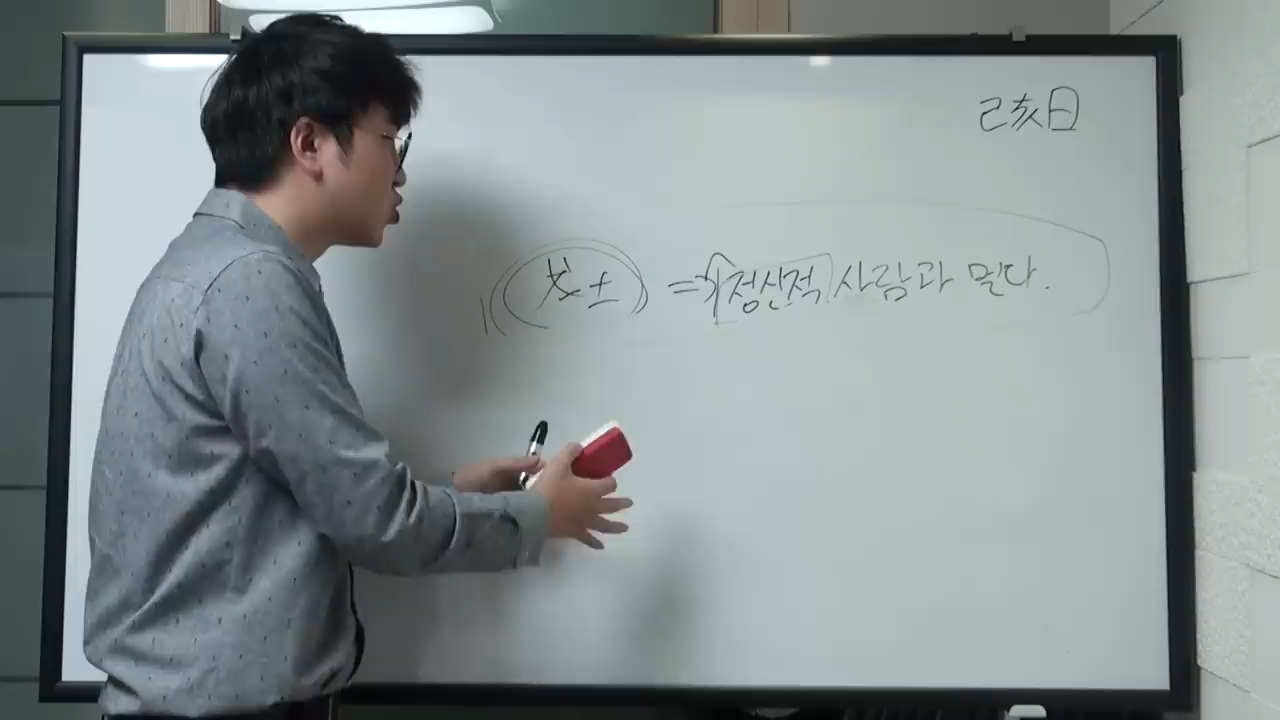 己亥日
戊土 = 정신적 사람과 멀다.